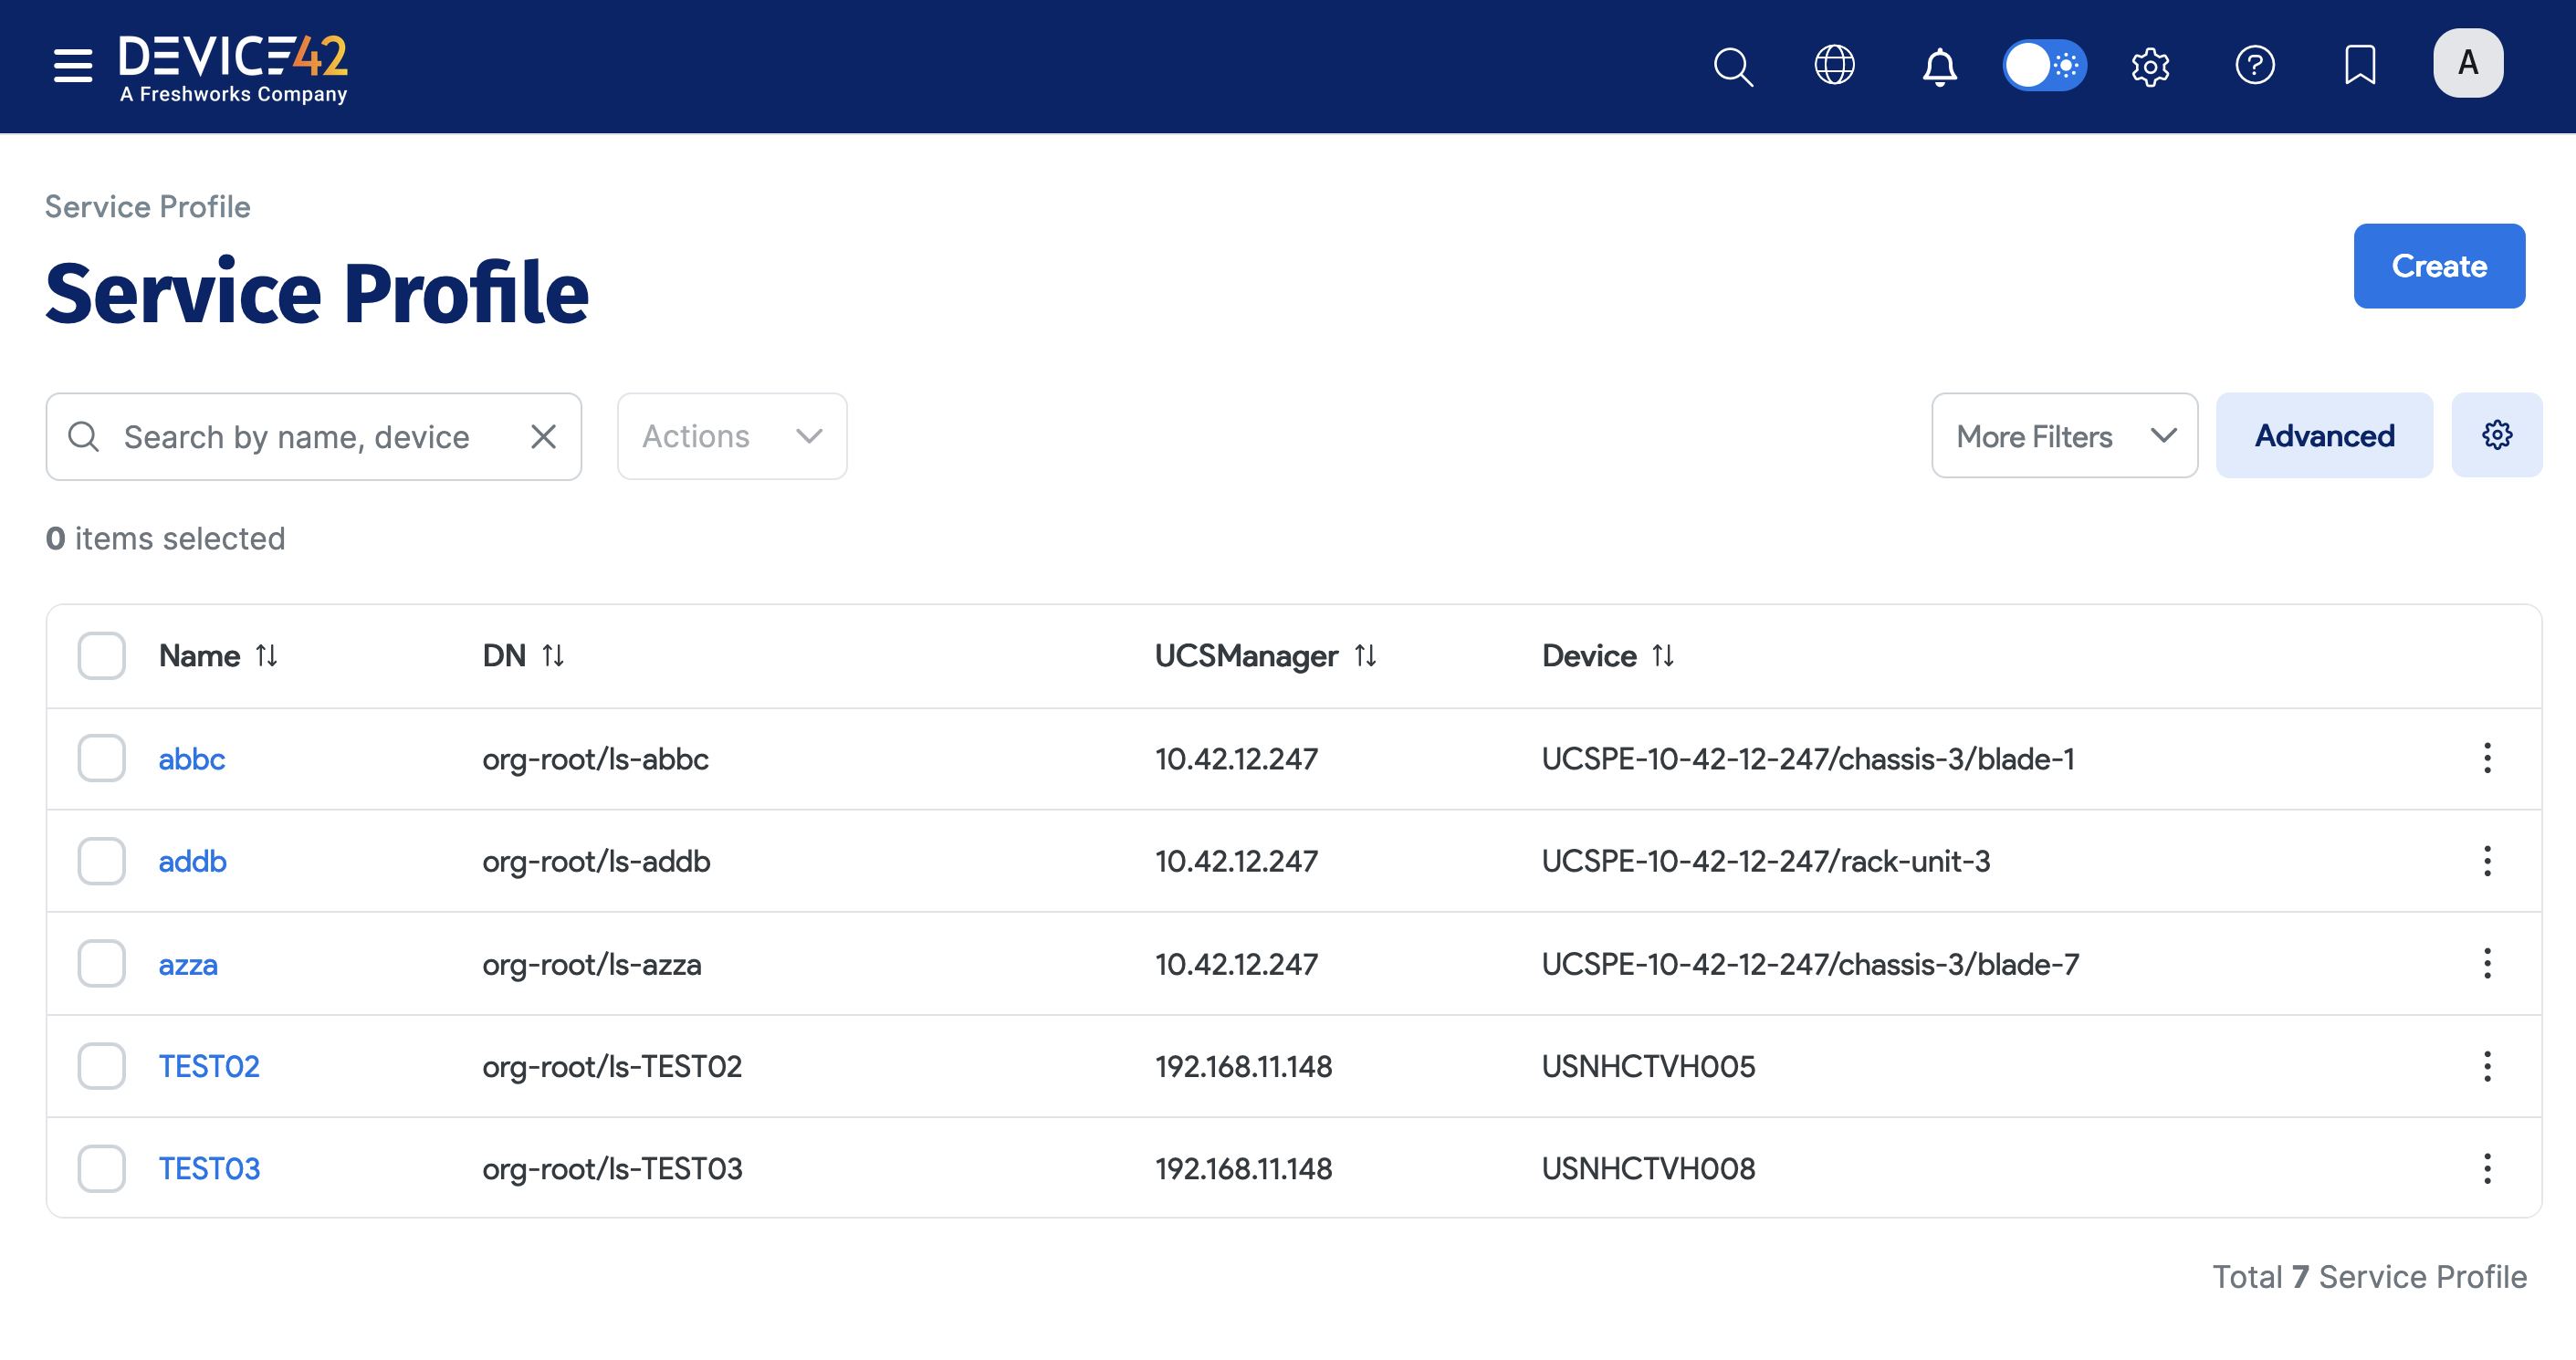 DEVICE42
A Freshworks Company
A
Service Profile
Service Profile
Create
Search by name, device
Actions
More Filters
Advanced
0 items selected
Name DN UCSManager Device
abbc org-root/ls-abbc 10.42.12.247 UCSPE-10-42-12-247/chassis-3/blade-1
addb org-root/ls-addb 10.42.12.247 UCSPE-10-42-12-247/rack-unit-3
azza org-root/ls-azza 10.42.12.247 UCSPE-10-42-12-247/chassis-3/blade-7
TEST02 org-root/ls-TEST02 192.168.11.148 USNHCTVH005
TEST03 org-root/ls-TEST03 192.168.11.148 USNHCTVH008
Total 7 Service Profile